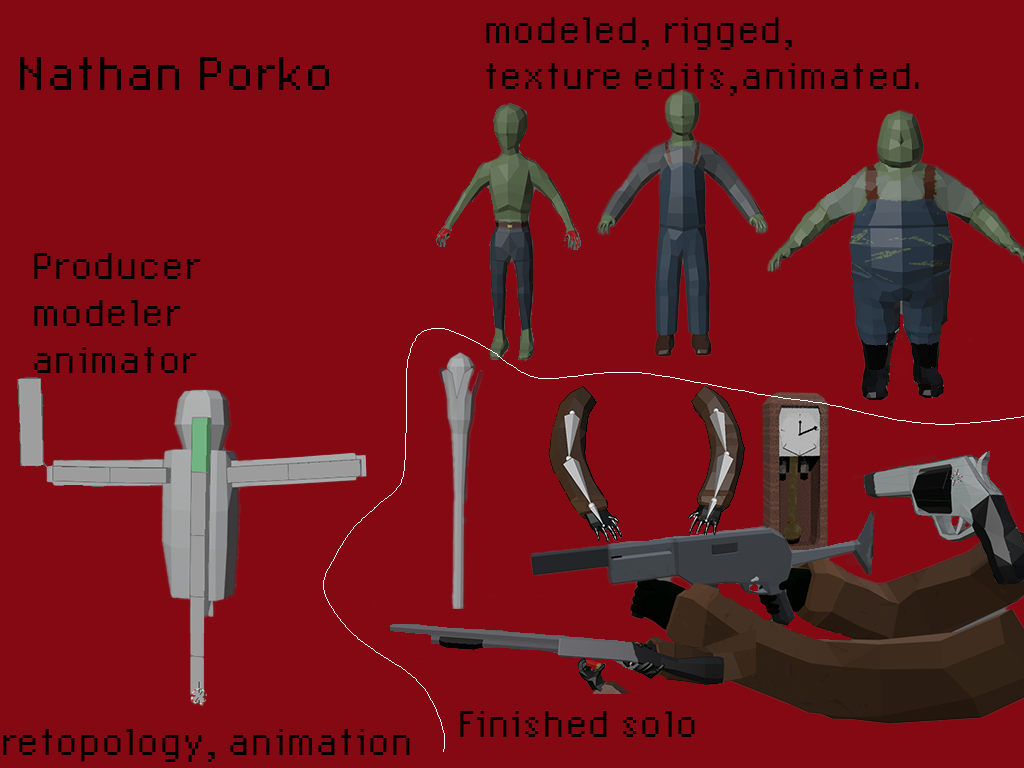 Nathan Porko
modeled, rigged,
texture edits,animated.
Producer
modeler
animator
retopology, animation
Finished solo